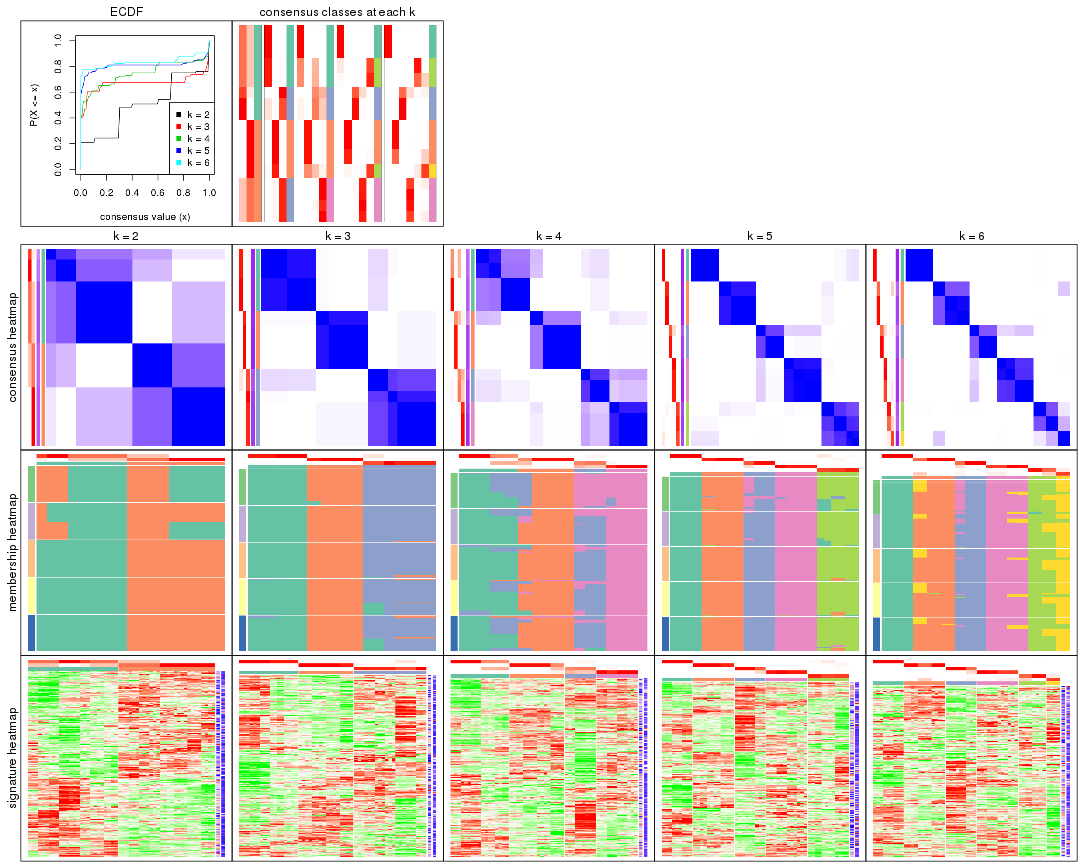 ECDF
consensus classes at each k
P(X <= x)
1.0
0.8
0.6
0.4
0.2
0.0
k = 2
k = 3
k = 4
k = 5
k = 6
0.0 0.2 0.4 0.6 0.8 1.0
consensus value (x)
k = 2
k = 3
k = 4
k = 5
k = 6
consensus heatmap
membership heatmap
signature heatmap